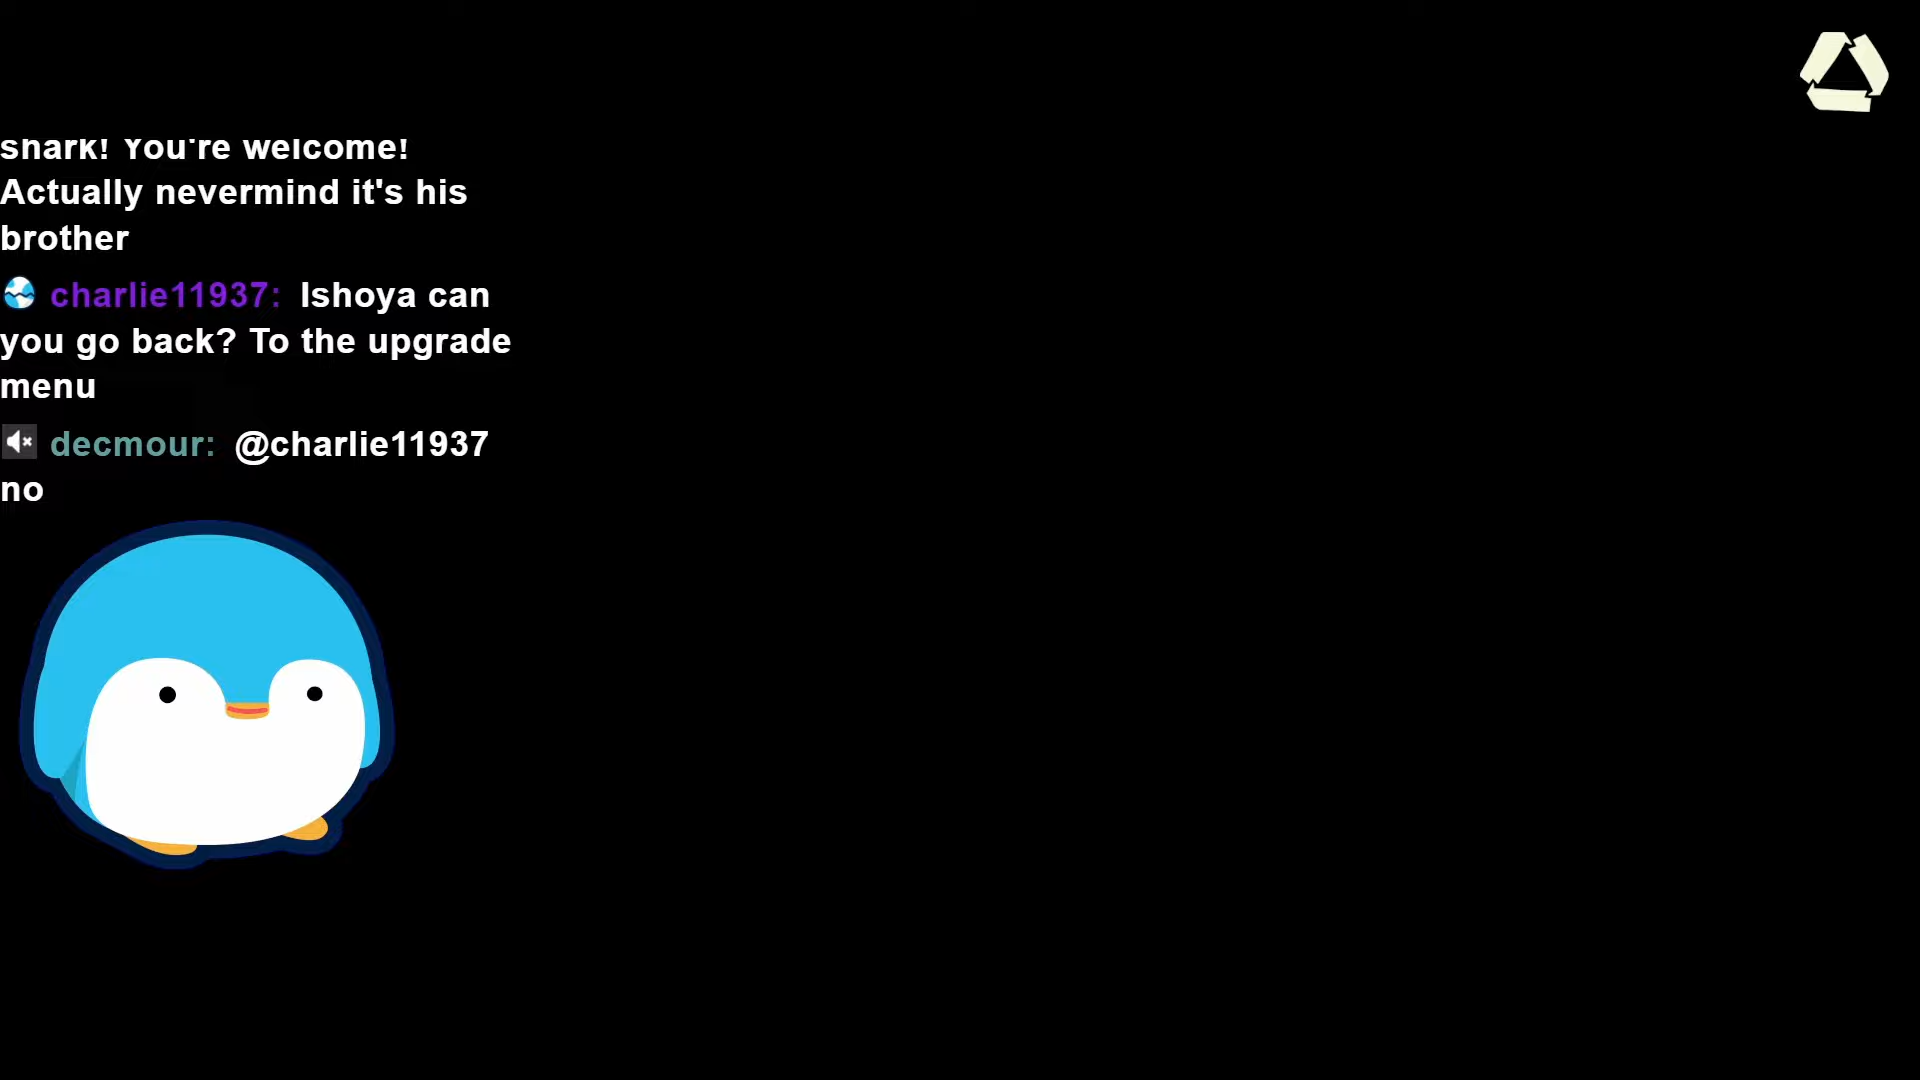 shark! You're welcome!
Actually nevermind it's his
brother
charlie11937: Ishoya can
you go back? To the upgrade
menu
decmour: @charlie11937
no